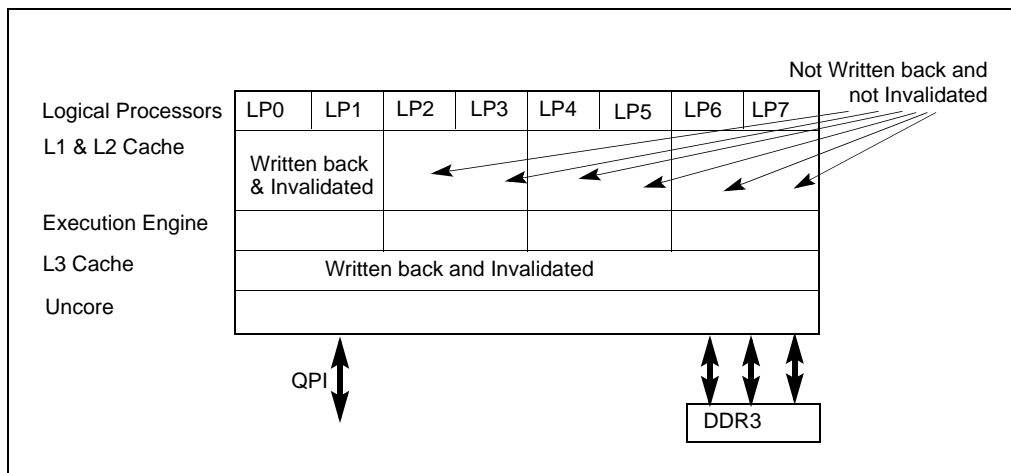 Not Written back and
not Invalidated
Logical Processors LP0 LP1 LP2 LP3 LP4 LP5 LP6 LP7
L1 & L2 Cache
Written back
& Invalidated
Execution Engine
L3 Cache Written back and Invalidated
Uncore
QPI
DDR3